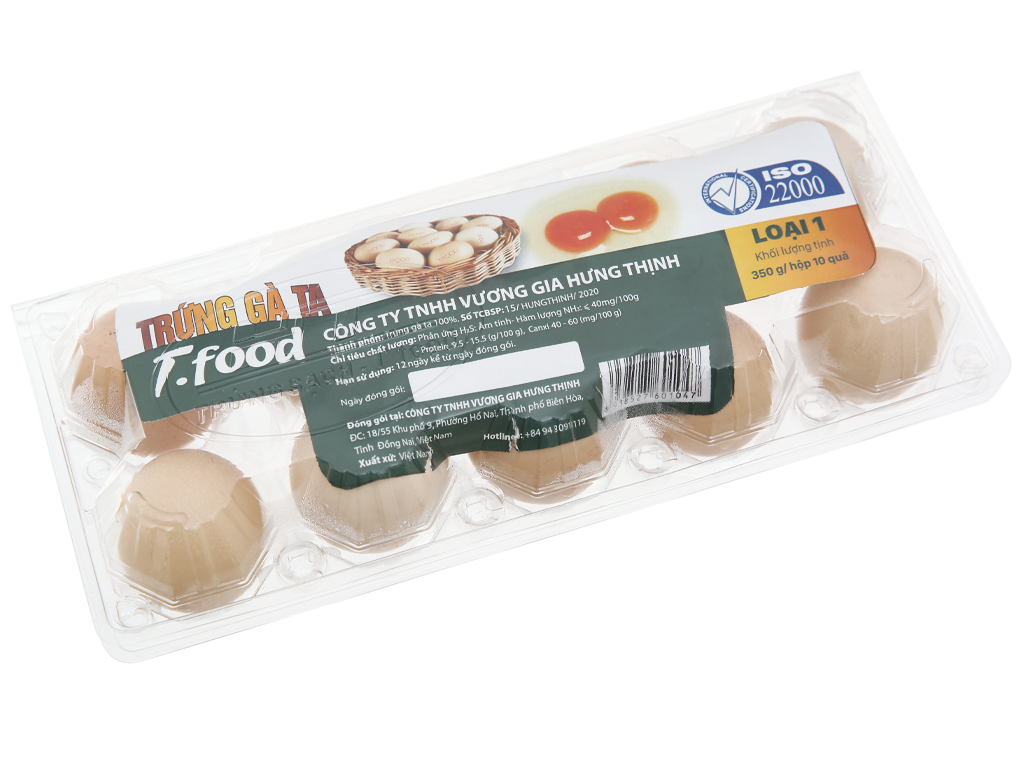 TRỨNG GÀ TA
T.food
INTERNATIONAL CERTIFICATIONS
ISO
22000
LOẠI 1
Khối lượng tịnh
350 g/ hộp 10 quả
CÔNG TY TNHH VƯƠNG GIA HƯNG THỊNH
Thành phần: Trứng gà ta 100%. Số TCBSP: 15/ HUNGTHINH/ 2020
Chỉ tiêu chất lượng: Phản ứng H₂S: Âm tính- Hàm lượng NH₃: ≤ 40mg/100g
Protein: 9.5 - 15.5 (g/100 g). Canxi 40 - 60 (mg/100 g)
Hạn sử dụng: 12 ngày kể từ ngày đóng gói.
Ngày đóng gói:
Đóng gói tại: CÔNG TY TNHH VƯƠNG GIA HƯNG THỊNH
ĐC: 18/55 Khu phố 9, Phường Hố Nai, Thành phố Biên Hòa,
Tỉnh Đồng Nai, Việt Nam
Hotline: +84 943091119
Xuất xứ: Việt Nam
18527 601047